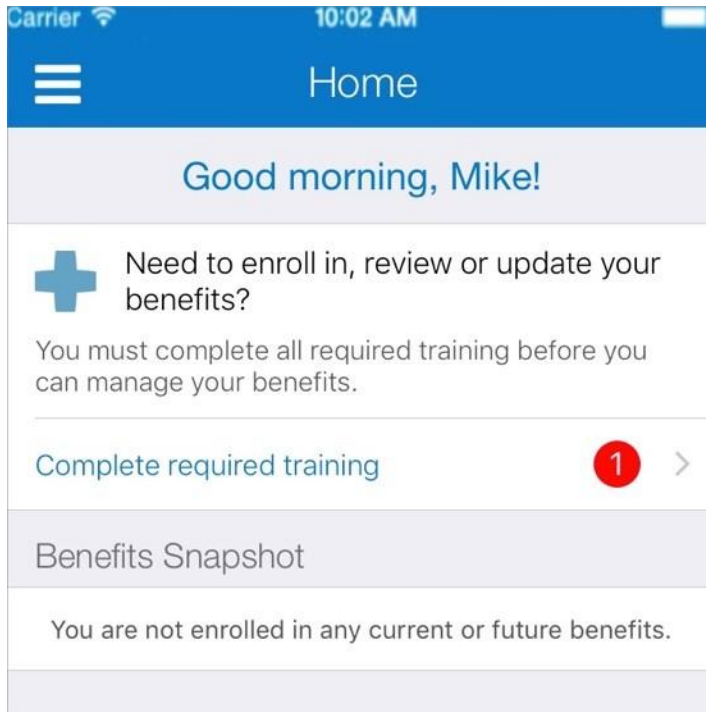 Carrier 10:02 AM
Home
Good morning, Mike!
Need to enroll in, review or update your
benefits?
You must complete all required training before you
can manage your benefits.
Complete required training 1
Benefits Snapshot
You are not enrolled in any current or future benefits.